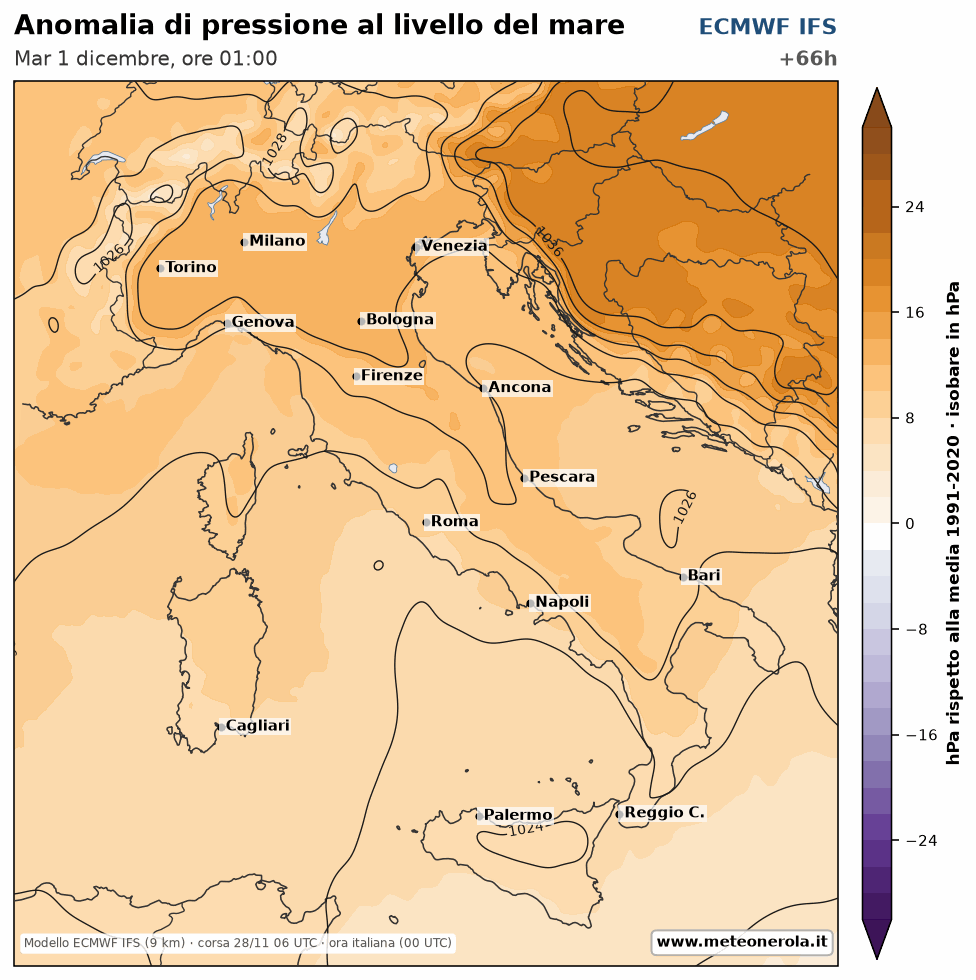 Anomalia di pressione al livello del mare
ECMWF IFS
Mar 1 dicembre, ore 01:00
+66h
1028
1026
1036
Milano
Venezia
Torino
Genova
Bologna
Firenze
Ancona
Pescara
1026
Roma
Bari
Napoli
Cagliari
Palermo
Reggio C.
1024
24
16
8
0
−8
−16
−24
hPa rispetto alla media 1991-2020 · isobare in hPa
Modello ECMWF IFS (9 km) · corsa 28/11 06 UTC · ora italiana (00 UTC)
www.meteonerola.it